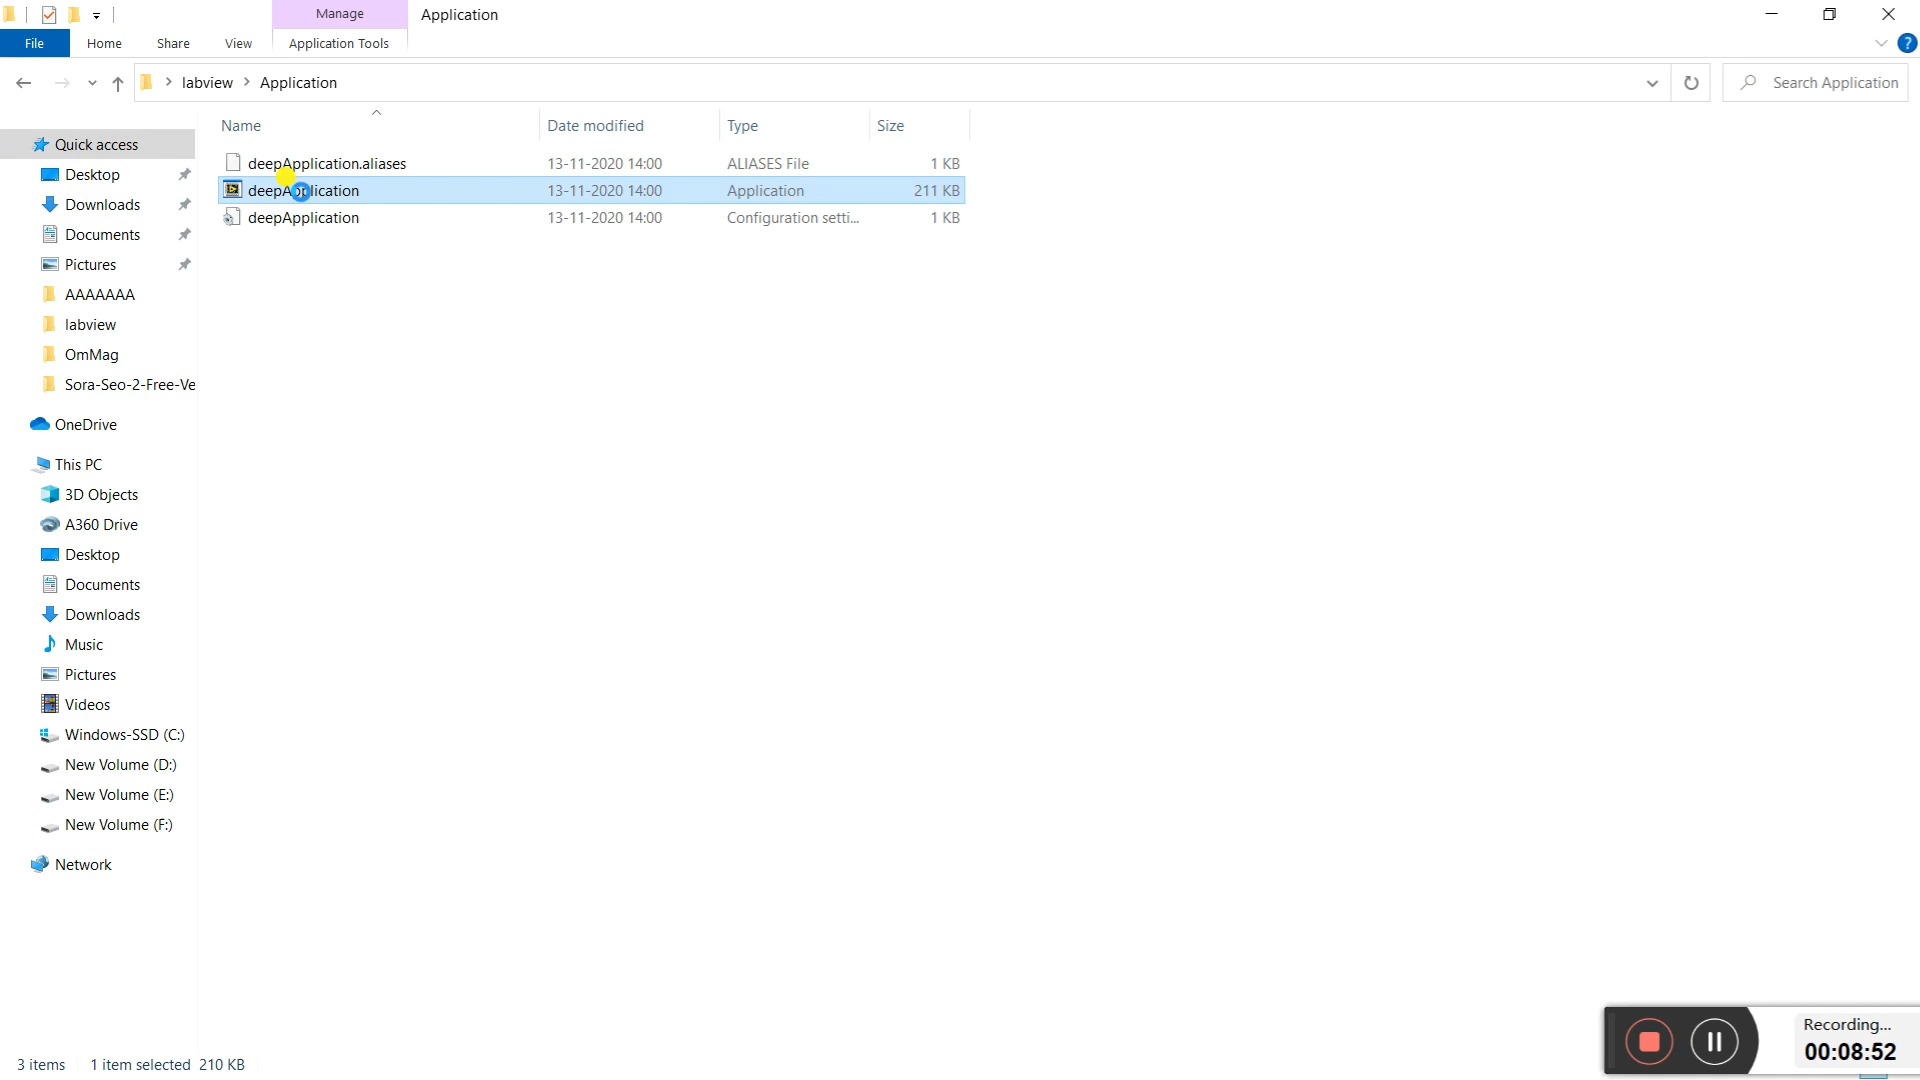 Manage
Application
File
Home
Share
View
Application Tools
?
labview
Application
Search Application
Name
Date modified
Type
Size
deepApplication.aliases
13-11-2020 14:00
ALIASES File
1 KB
deepApplication
13-11-2020 14:00
Application
211 KB
deepApplication
13-11-2020 14:00
Configuration setti...
1 KB
Quick access
Desktop
Downloads
Documents
Pictures
AAAAAAA
labview
OmMag
Sora-Seo-2-Free-Ve
OneDrive
This PC
3D Objects
A360 Drive
Desktop
Documents
Downloads
Music
Pictures
Videos
Windows-SSD (C:)
New Volume (D:)
New Volume (E:)
New Volume (F:)
Network
3 items
1 item selected 210 KB
Recording...
00:08:52